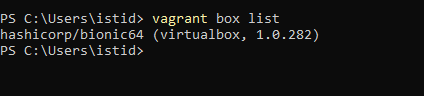 PS C:\Users\istid> vagrant box list
hashicorp/bionic64 (virtualbox, 1.0.282)
PS C:\Users\istid>